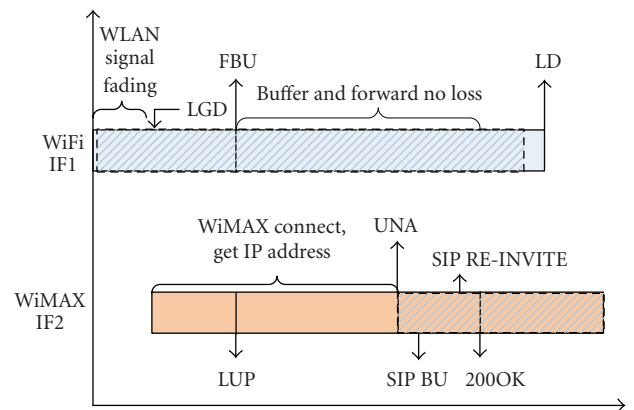 WLAN
signal
fading
FBU
LD
LGD
Buffer and forward no loss
WiFi
IF1
WiMAX connect,
get IP address
UNA
SIP RE-INVITE
WiMAX
IF2
LUP
SIP BU
200OK